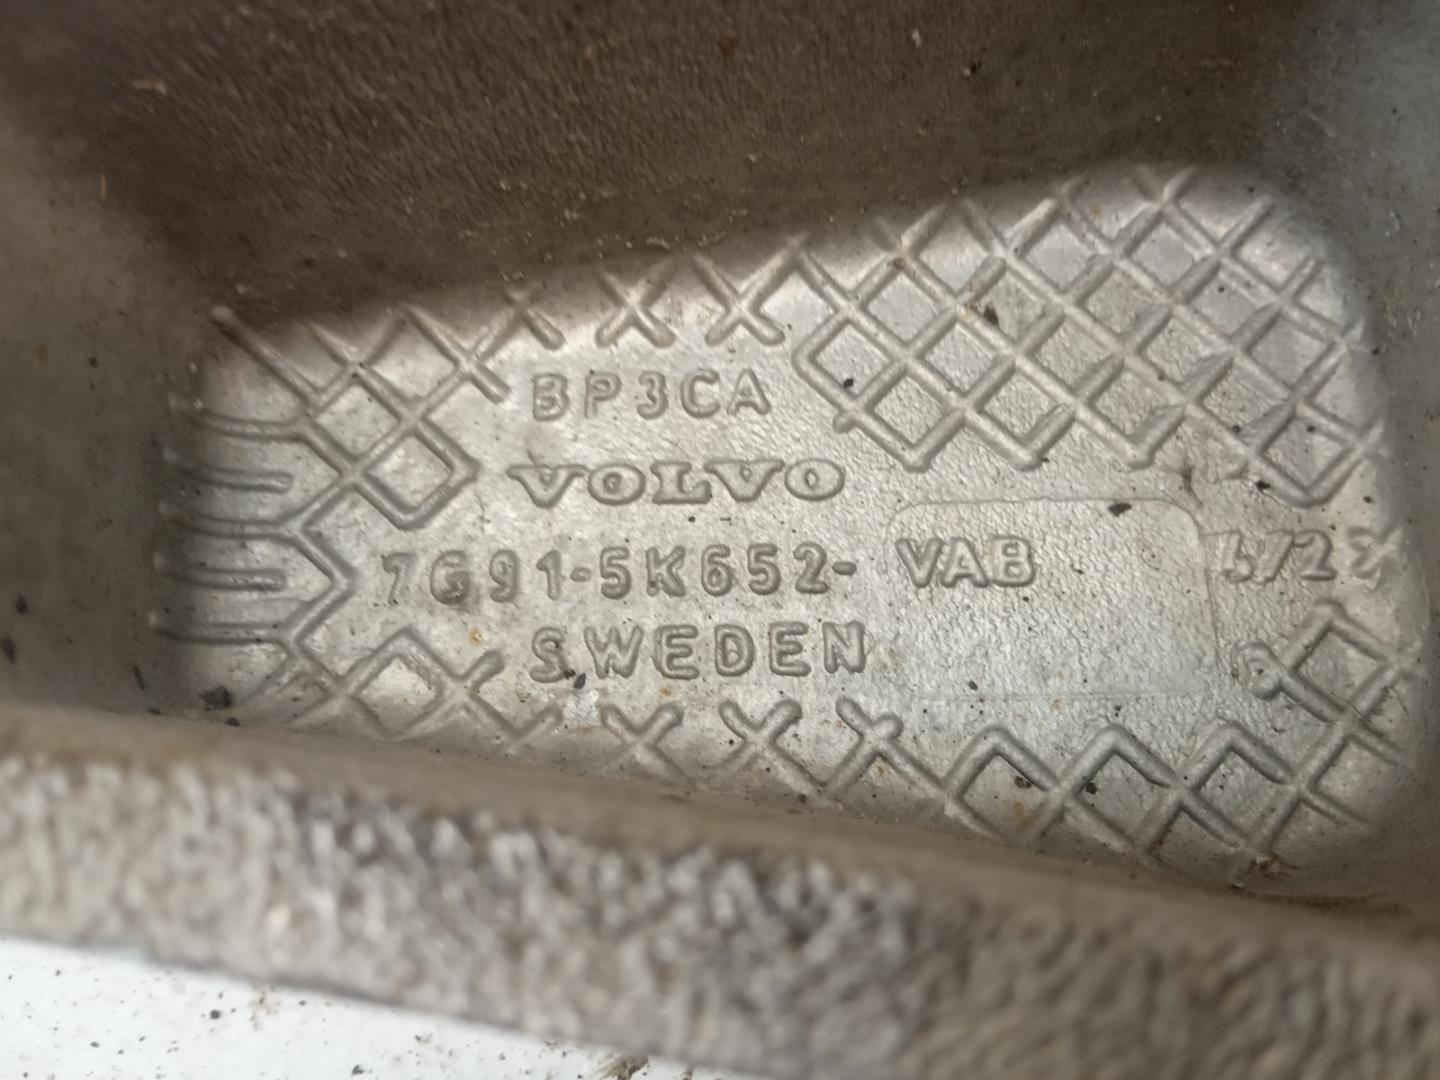 BP3CA
VOLVO
7G91-5K652- VAB
SWEDEN